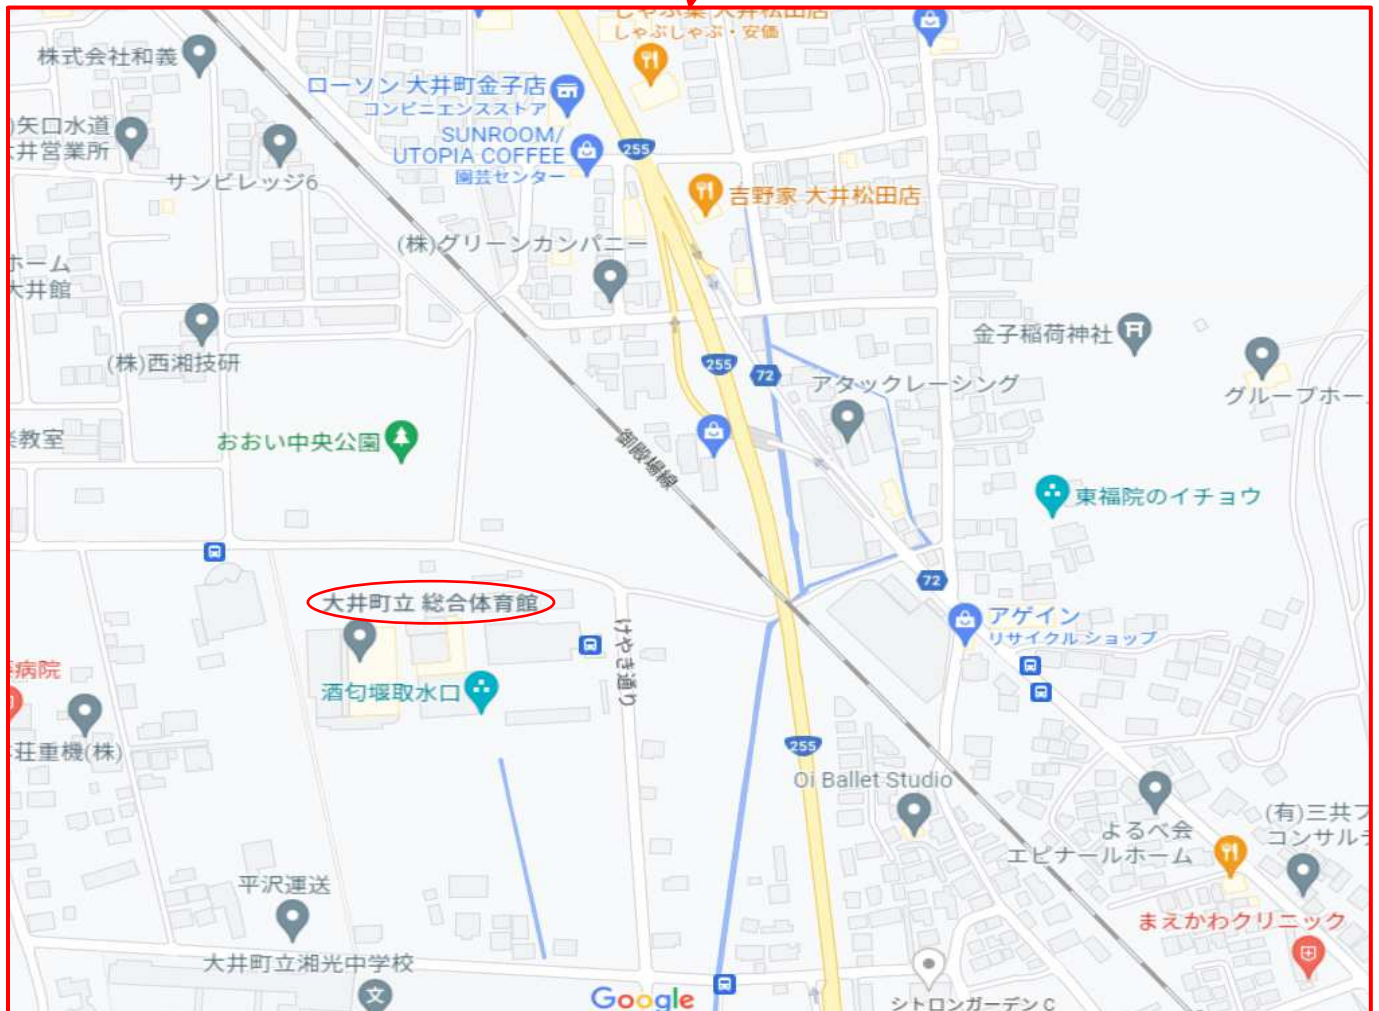 しゃぶ葉 大井松田店
しゃぶしゃぶ・安価
株式会社和義
ローソン 大井町金子店
コンビニエンスストア
)矢口水道
井営業所
SUNROOM/
UTOPIA COFFEE
園芸センター
255
サンビレッジ6
吉野家 大井松田店
(株)グリーンカンパニー
ホーム
大井館
金子稲荷神社
(株)西湘技研
255
72
アタックレーシング
グループホー
教室
おおい中央公園
御殿場線
東福院のイチョウ
72
大井町立 総合体育館
アゲイン
リサイクル ショップ
けやき通り
病院
酒匂堰取水口
荘重機(株)
255
Oi Ballet Studio
よるべ会
エピナールホーム
(有)三共フ
コンサルテ
平沢運送
まえかわクリニック
大井町立湘光中学校
文
Google
シトロンガーデン C